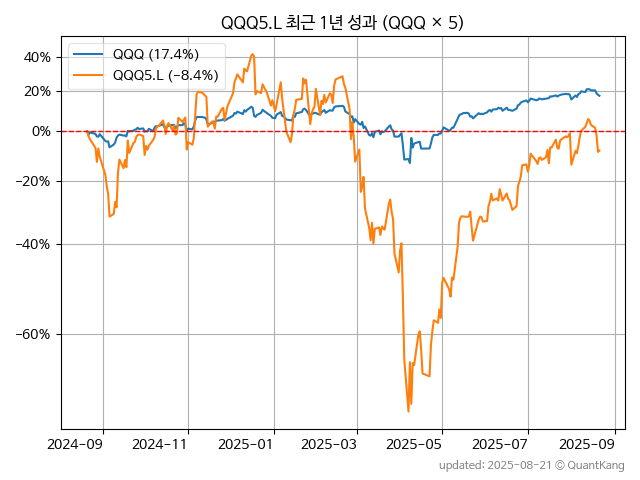 QQQ5.L 최근 1년 성과 (QQQ × 5)
QQQ (17.4%)
QQQ5.L (−8.4%)
40%
20%
0%
−20%
−40%
−60%
2024−09 2024−11 2025−01 2025−03 2025−05 2025−07 2025−09
updated: 2025-08-21 © QuantKang